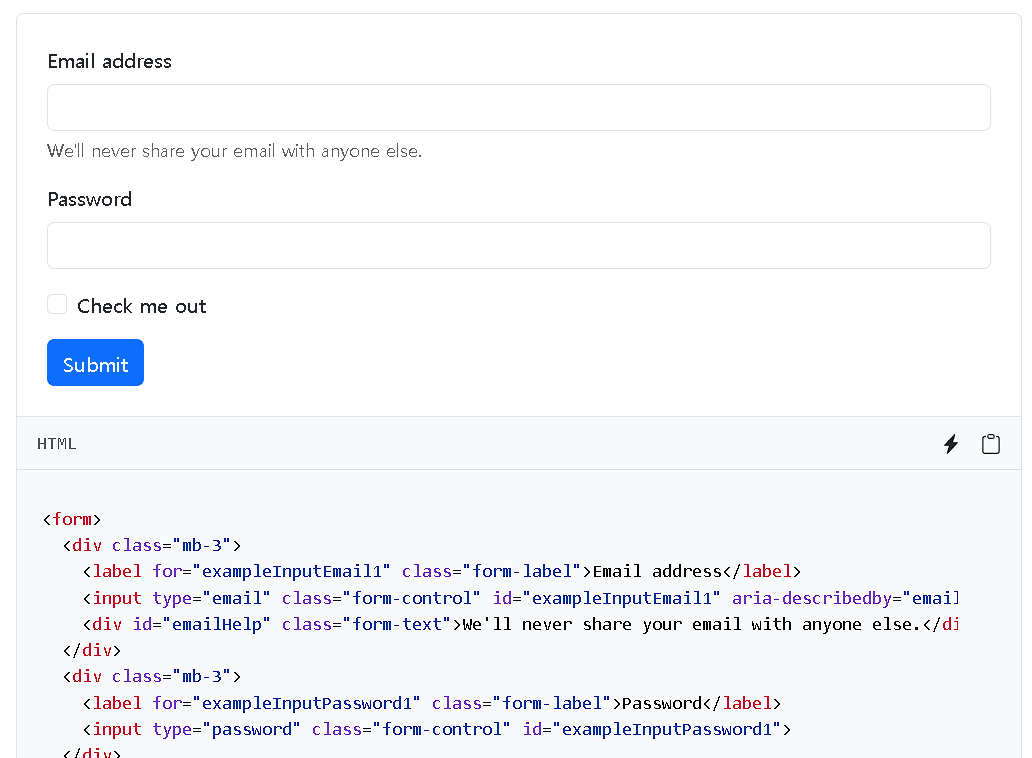 Email address
We'll never share your email with anyone else.
Password
Check me out
Submit
HTML
<form>
  <div class="mb-3">
    <label for="exampleInputEmail1" class="form-label">Email address</label>
    <input type="email" class="form-control" id="exampleInputEmail1" aria-describedby="email
    <div id="emailHelp" class="form-text">We'll never share your email with anyone else.</di
  </div>
  <div class="mb-3">
    <label for="exampleInputPassword1" class="form-label">Password</label>
    <input type="password" class="form-control" id="exampleInputPassword1">
  </div>